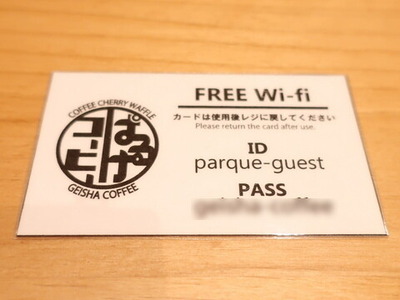 COFFEE CHERRY WAFFLE
ぱるけ
コーヒー
GEISHA COFFEE
FREE Wi-fi
カードは使用後レジに戻してください
Please return the card after use.
ID
parque-guest
PASS